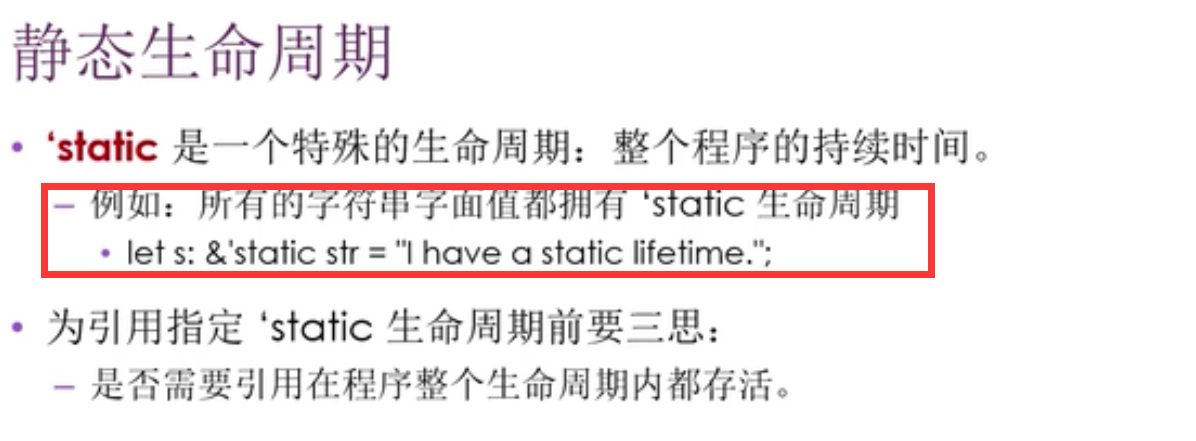 静态生命周期
• ‘static 是一个特殊的生命周期：整个程序的持续时间。
– 例如：所有的字符串字面值都拥有 ‘static 生命周期
• let s: &'static str = "I have a static lifetime.";
• 为引用指定 ‘static 生命周期前要三思：
– 是否需要引用在程序整个生命周期内都存活。